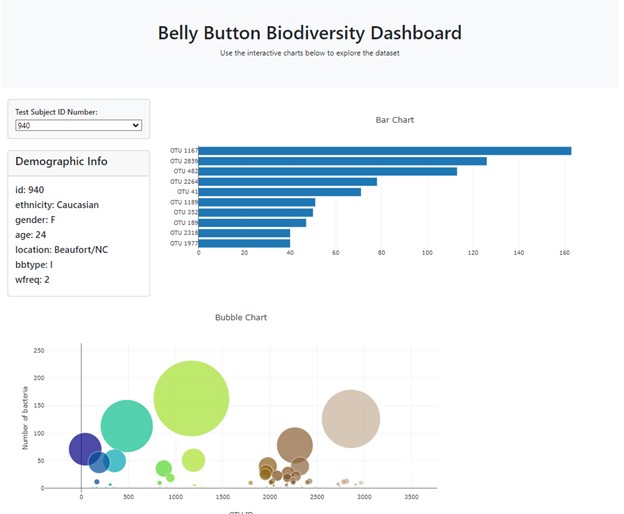 Belly Button Biodiversity Dashboard
Use the interactive charts below to explore the dataset
Test Subject ID Number:
940
Demographic Info
id: 940
ethnicity: Caucasian
gender: F
age: 24
location: Beaufort/NC
bbtype: I
wfreq: 2
Bar Chart
OTU 1167
OTU 2859
OTU 482
OTU 2264
OTU 41
OTU 1189
OTU 352
OTU 189
OTU 2318
OTU 1977
0 20 40 60 80 100 120 140 160
Bubble Chart
Number of bacteria
250
200
150
100
50
0
0 500 1000 1500 2000 2500 3000 3500
OTU ID